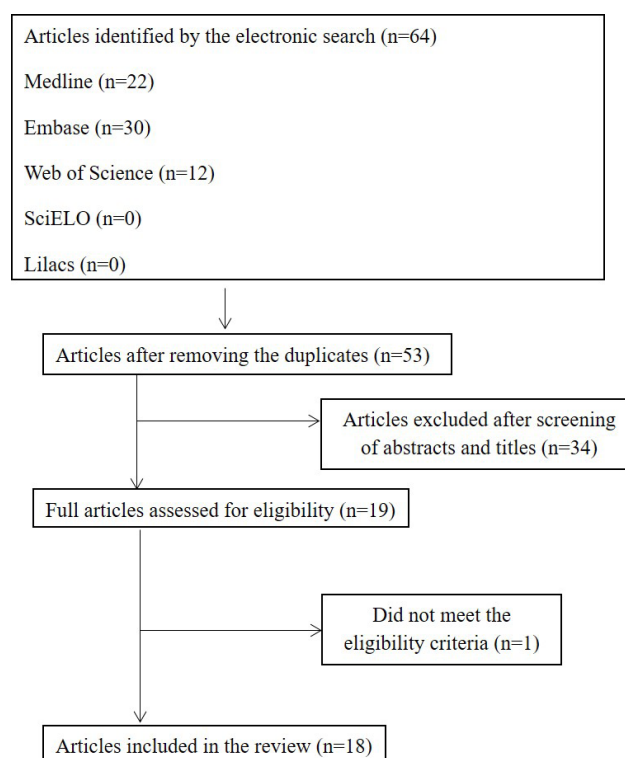 Articles identified by the electronic search (n=64)
Medline (n=22)
Embase (n=30)
Web of Science (n=12)
SciELO (n=0)
Lilacs (n=0)
Articles after removing the duplicates (n=53)
Articles excluded after screening
of abstracts and titles (n=34)
Full articles assessed for eligibility (n=19)
Did not meet the
eligibility criteria (n=1)
Articles included in the review (n=18)